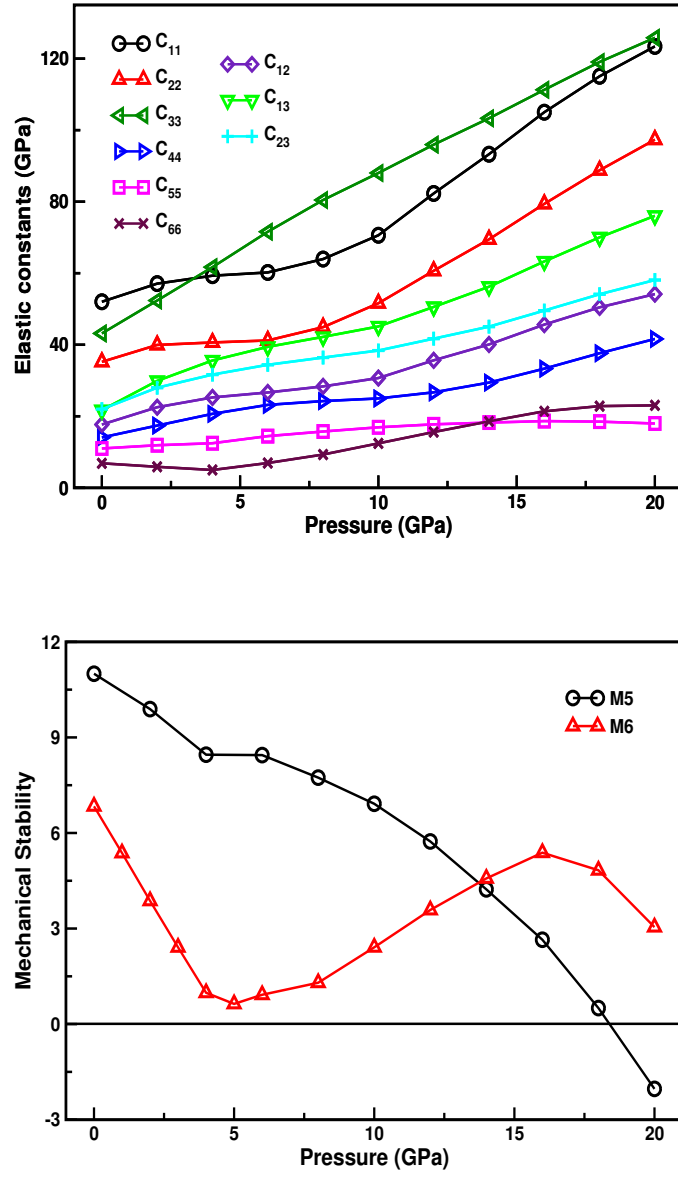 Elastic constants (GPa)
120
80
40
0
C11
C22
C33
C44
C55
C66
C12
C13
C23
0
5
10
15
20
Pressure (GPa)
Mechanical Stability
12
9
6
3
0
-3
M5
M6
0
5
10
15
20
Pressure (GPa)